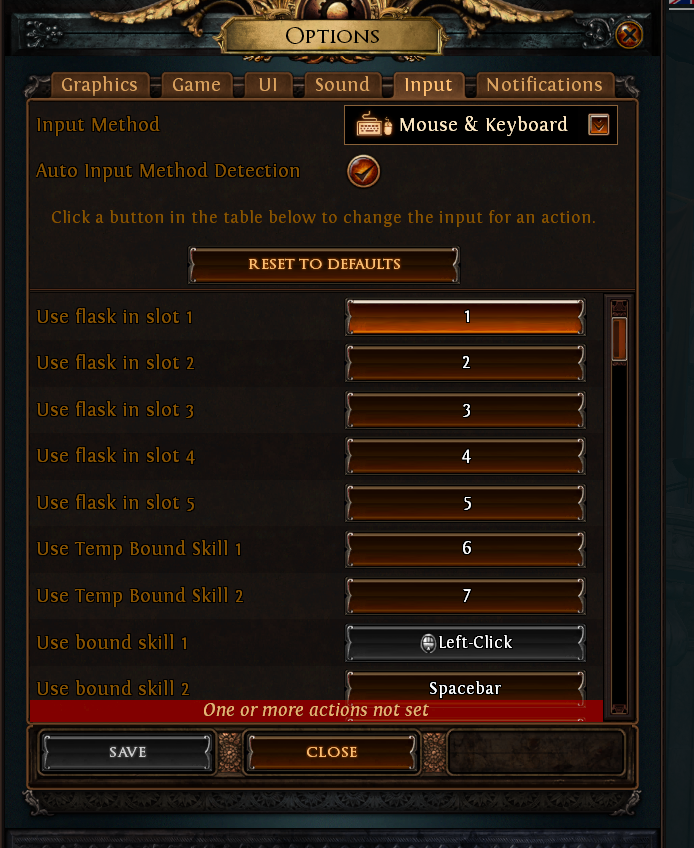 Options
Graphics Game UI Sound Input Notifications
Input Method Mouse & Keyboard
Auto Input Method Detection
Click a button in the table below to change the input for an action.
RESET TO DEFAULTS
Use flask in slot 1 1
Use flask in slot 2 2
Use flask in slot 3 3
Use flask in slot 4 4
Use flask in slot 5 5
Use Temp Bound Skill 1 6
Use Temp Bound Skill 2 7
Use bound skill 1 Left-Click
Use bound skill 2 Spacebar
One or more actions not set
SAVE CLOSE